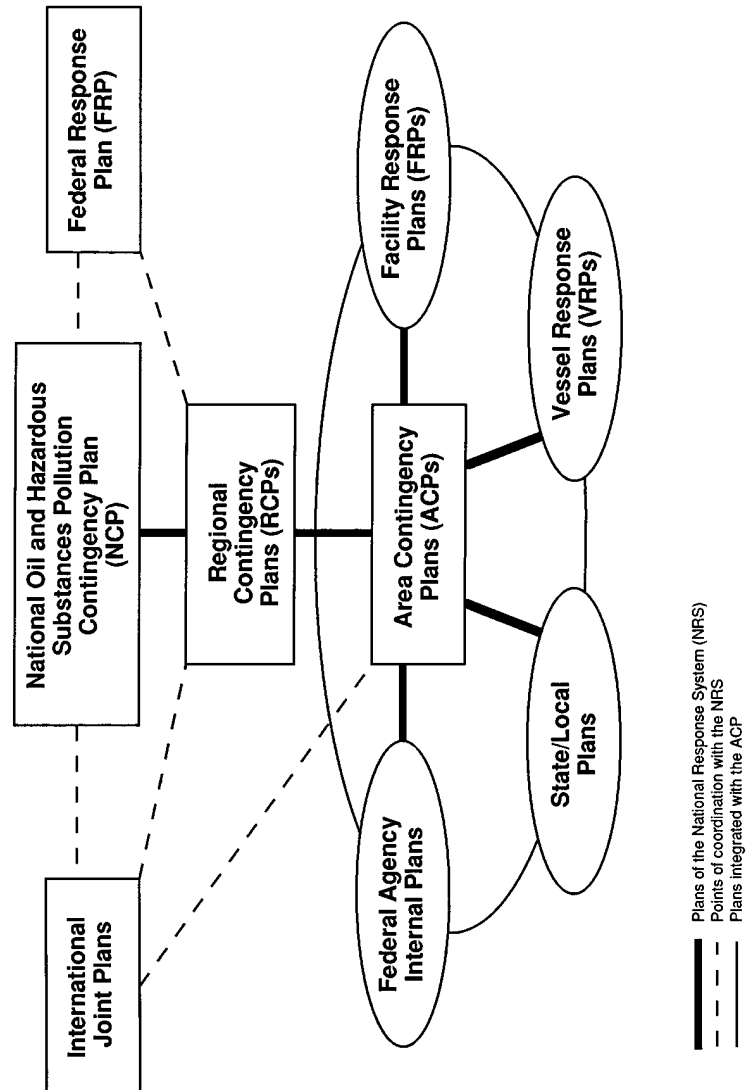 International
Joint Plans
National Oil and Hazardous
Substances Pollution
Contingency Plan
(NCP)
Federal Response
Plan (FRP)
Regional
Contingency
Plans (RCPs)
Federal Agency
Internal Plans
Area Contingency
Plans (ACPs)
Facility Response
Plans (FRPs)
State/Local
Plans
Vessel Response
Plans (VRPs)
Plans of the National Response System (NRS)
Points of coordination with the NRS
Plans integrated with the ACP